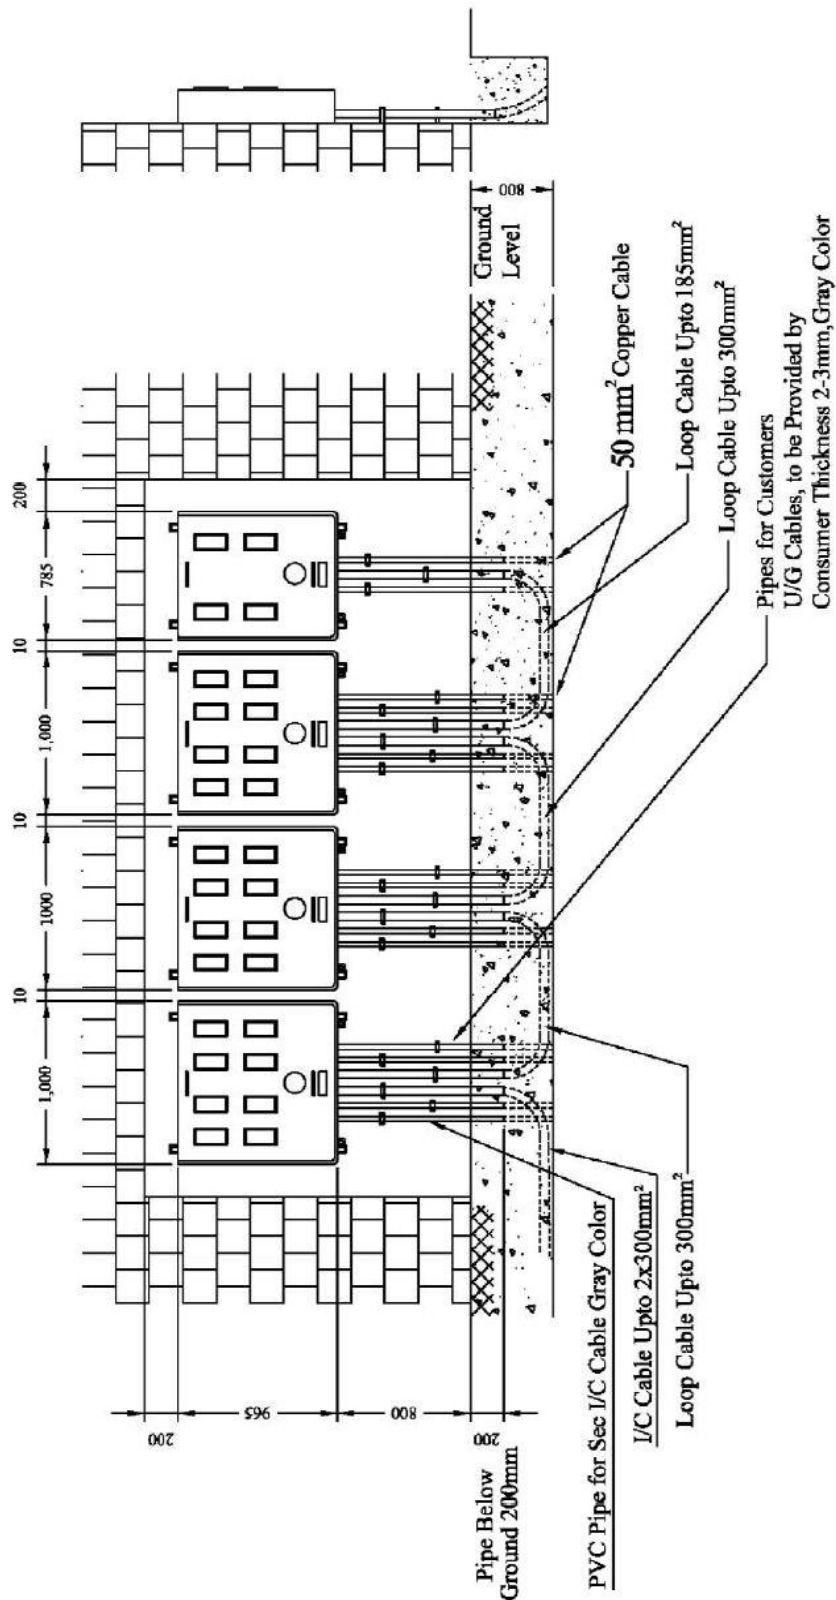 1,000
10
1000
10
1,000
10
785
200
200
965
800
200
Pipe Below
Ground 200mm
Ground
Level
800
PVC Pipe for Sec I/C Cable Gray Color
I/C Cable Upto 2x300mm²
Loop Cable Upto 300mm²
50 mm² Copper Cable
Loop Cable Upto 185mm²
Loop Cable Upto 300mm²
Pipes for Customers
U/G Cables, to be Provided by
Consumer Thickness 2-3mm,Gray Color